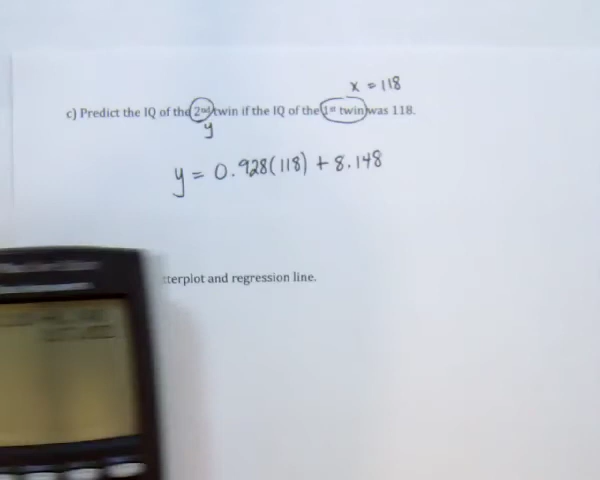 x = 118
c) Predict the IQ of the 2nd twin if the IQ of the 1st twin was 118.
y
y = 0.928(118) + 8.148
terplot and regression line.